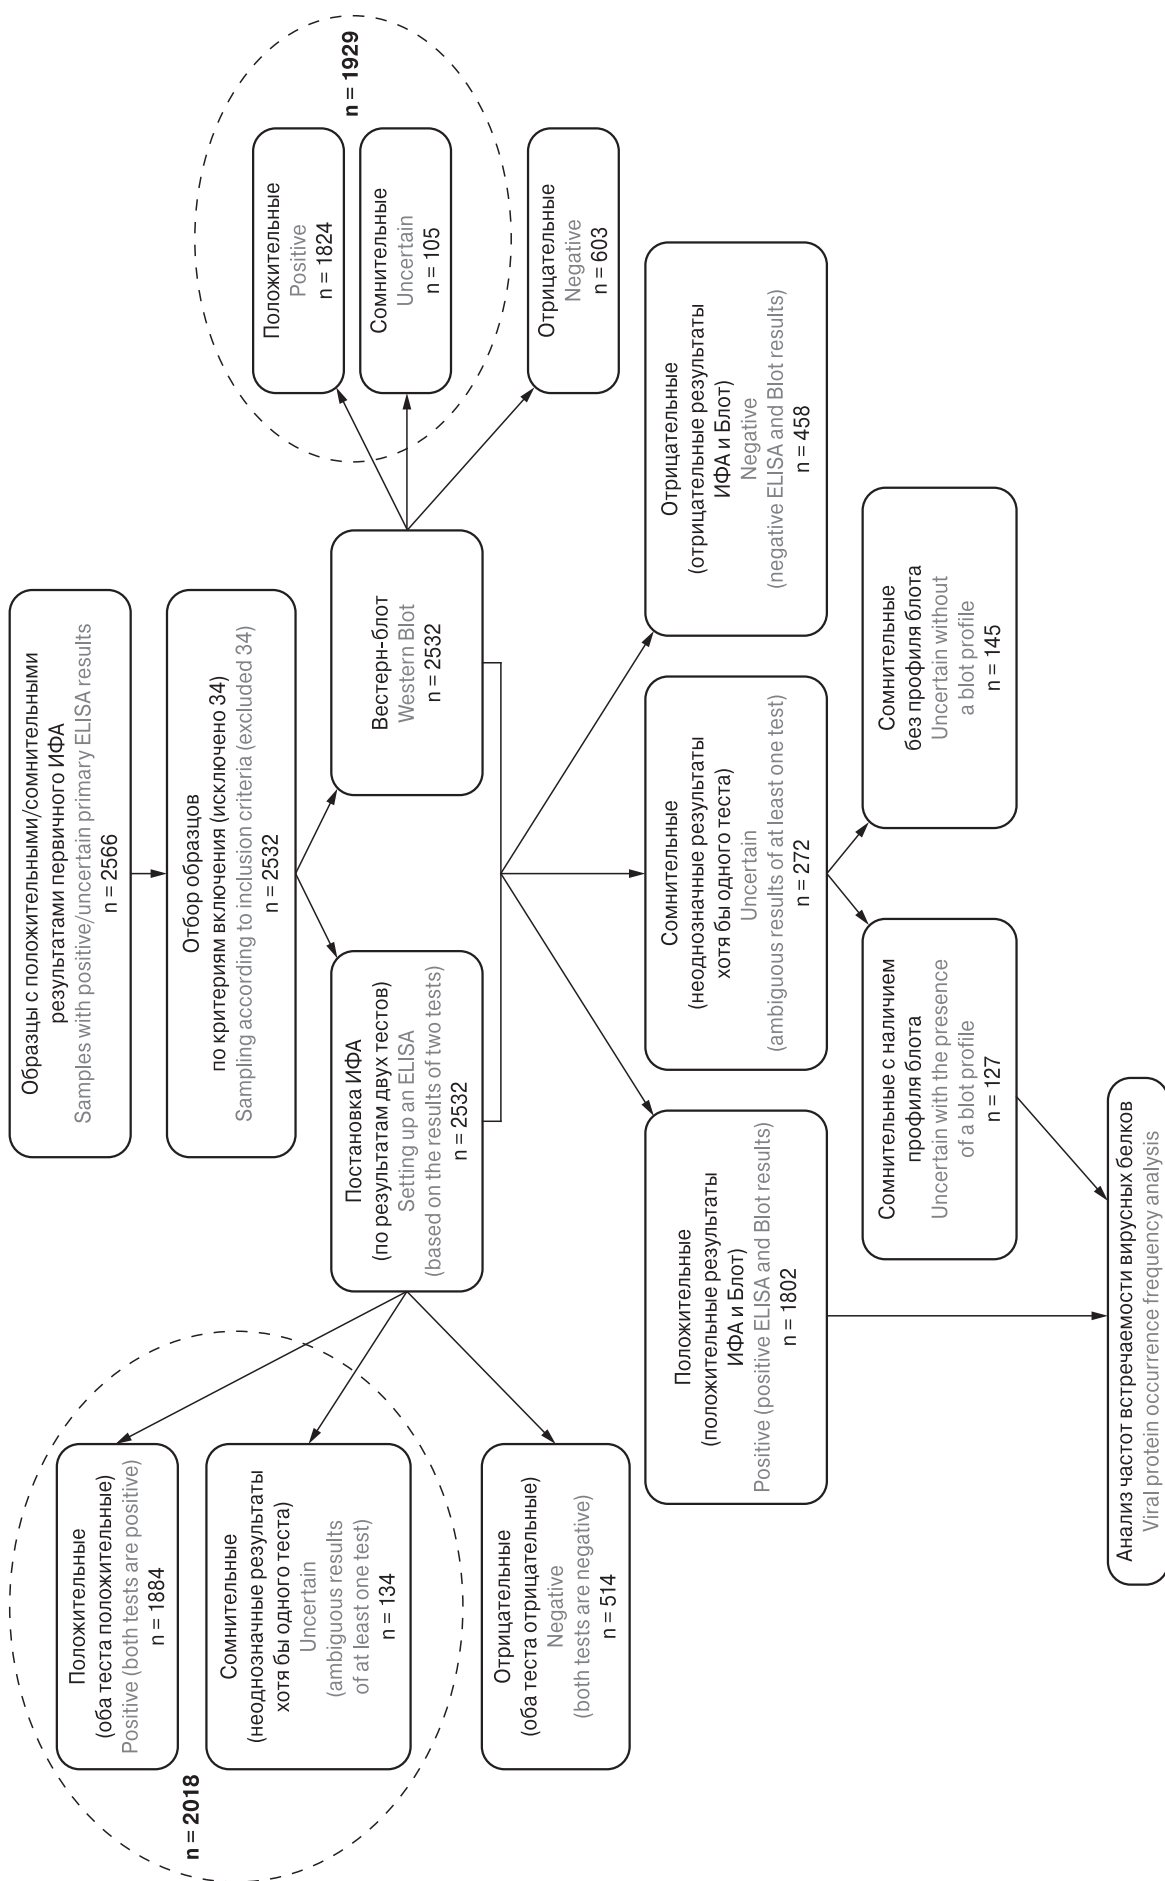 Образцы с положительными/сомнительными
результатами первичного ИФА
Samples with positive/uncertain primary ELISA results
n = 2566
Отбор образцов
по критериям включения (исключено 34)
Sampling according to inclusion criteria (excluded 34)
n = 2532
Постановка ИФА
(по результатам двух тестов)
Setting up an ELISA
(based on the results of two tests)
n = 2532
Вестерн-блот
Western Blot
n = 2532
Положительные
(оба теста положительные)
Positive (both tests are positive)
n = 1884
Сомнительные
(неоднозначные результаты
хотя бы одного теста)
Uncertain
(ambiguous results
of at least one test)
n = 134
n = 2018
Отрицательные
(оба теста отрицательные)
Negative
(both tests are negative)
n = 514
Положительные
Positive
n = 1824
Сомнительные
Uncertain
n = 105
n = 1929
Отрицательные
Negative
n = 603
Положительные
(положительные результаты
ИФА и Блот)
Positive (positive ELISA and Blot results)
n = 1802
Сомнительные
(неоднозначные результаты
хотя бы одного теста)
Uncertain
(ambiguous results of at least one test)
n = 272
Отрицательные
(отрицательные результаты
ИФА и Блот)
Negative
(negative ELISA and Blot results)
n = 458
Сомнительные с наличием
профиля блота
Uncertain with the presence
of a blot profile
n = 127
Сомнительные
без профиля блота
Uncertain without
a blot profile
n = 145
Анализ частот встречаемости вирусных белков
Viral protein occurrence frequency analysis